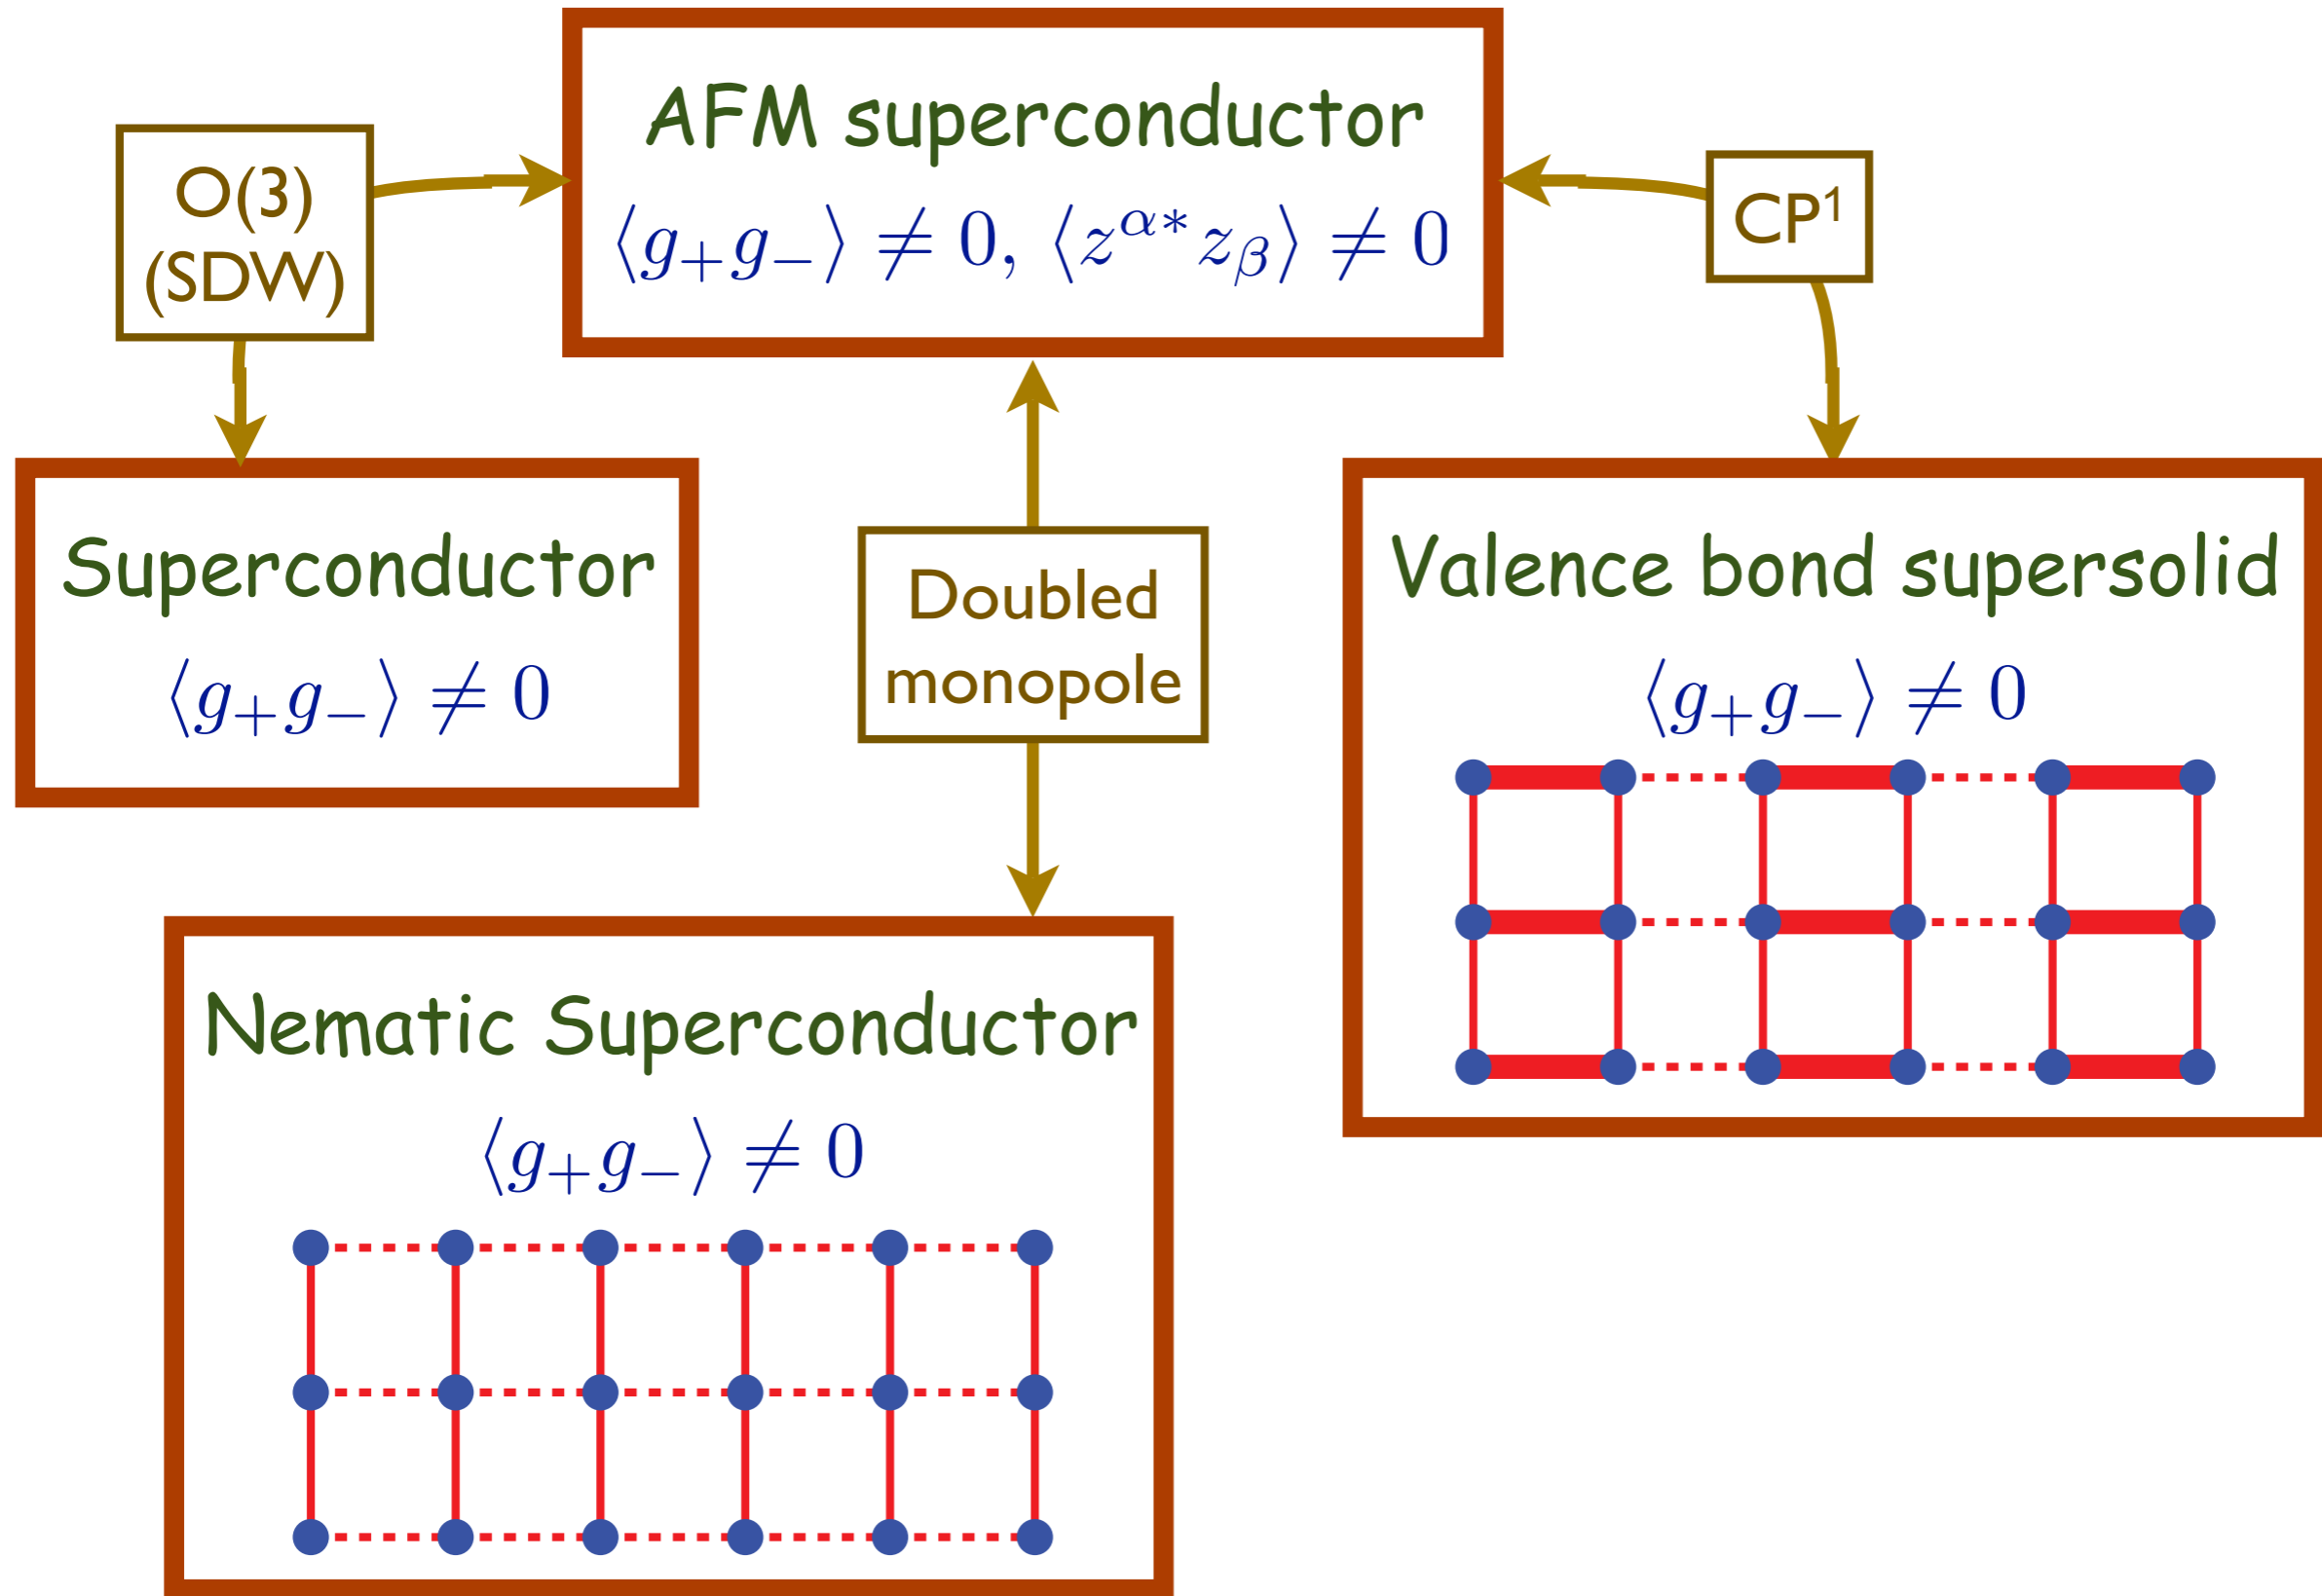 AFM superconductor
⟨g₊g₋⟩ ≠ 0, ⟨z^{α*}z_β⟩ ≠ 0
O(3)
(SDW)
CP¹
Superconductor
⟨g₊g₋⟩ ≠ 0
Doubled
monopole
Valence bond supersolid
⟨g₊g₋⟩ ≠ 0
Nematic Superconductor
⟨g₊g₋⟩ ≠ 0